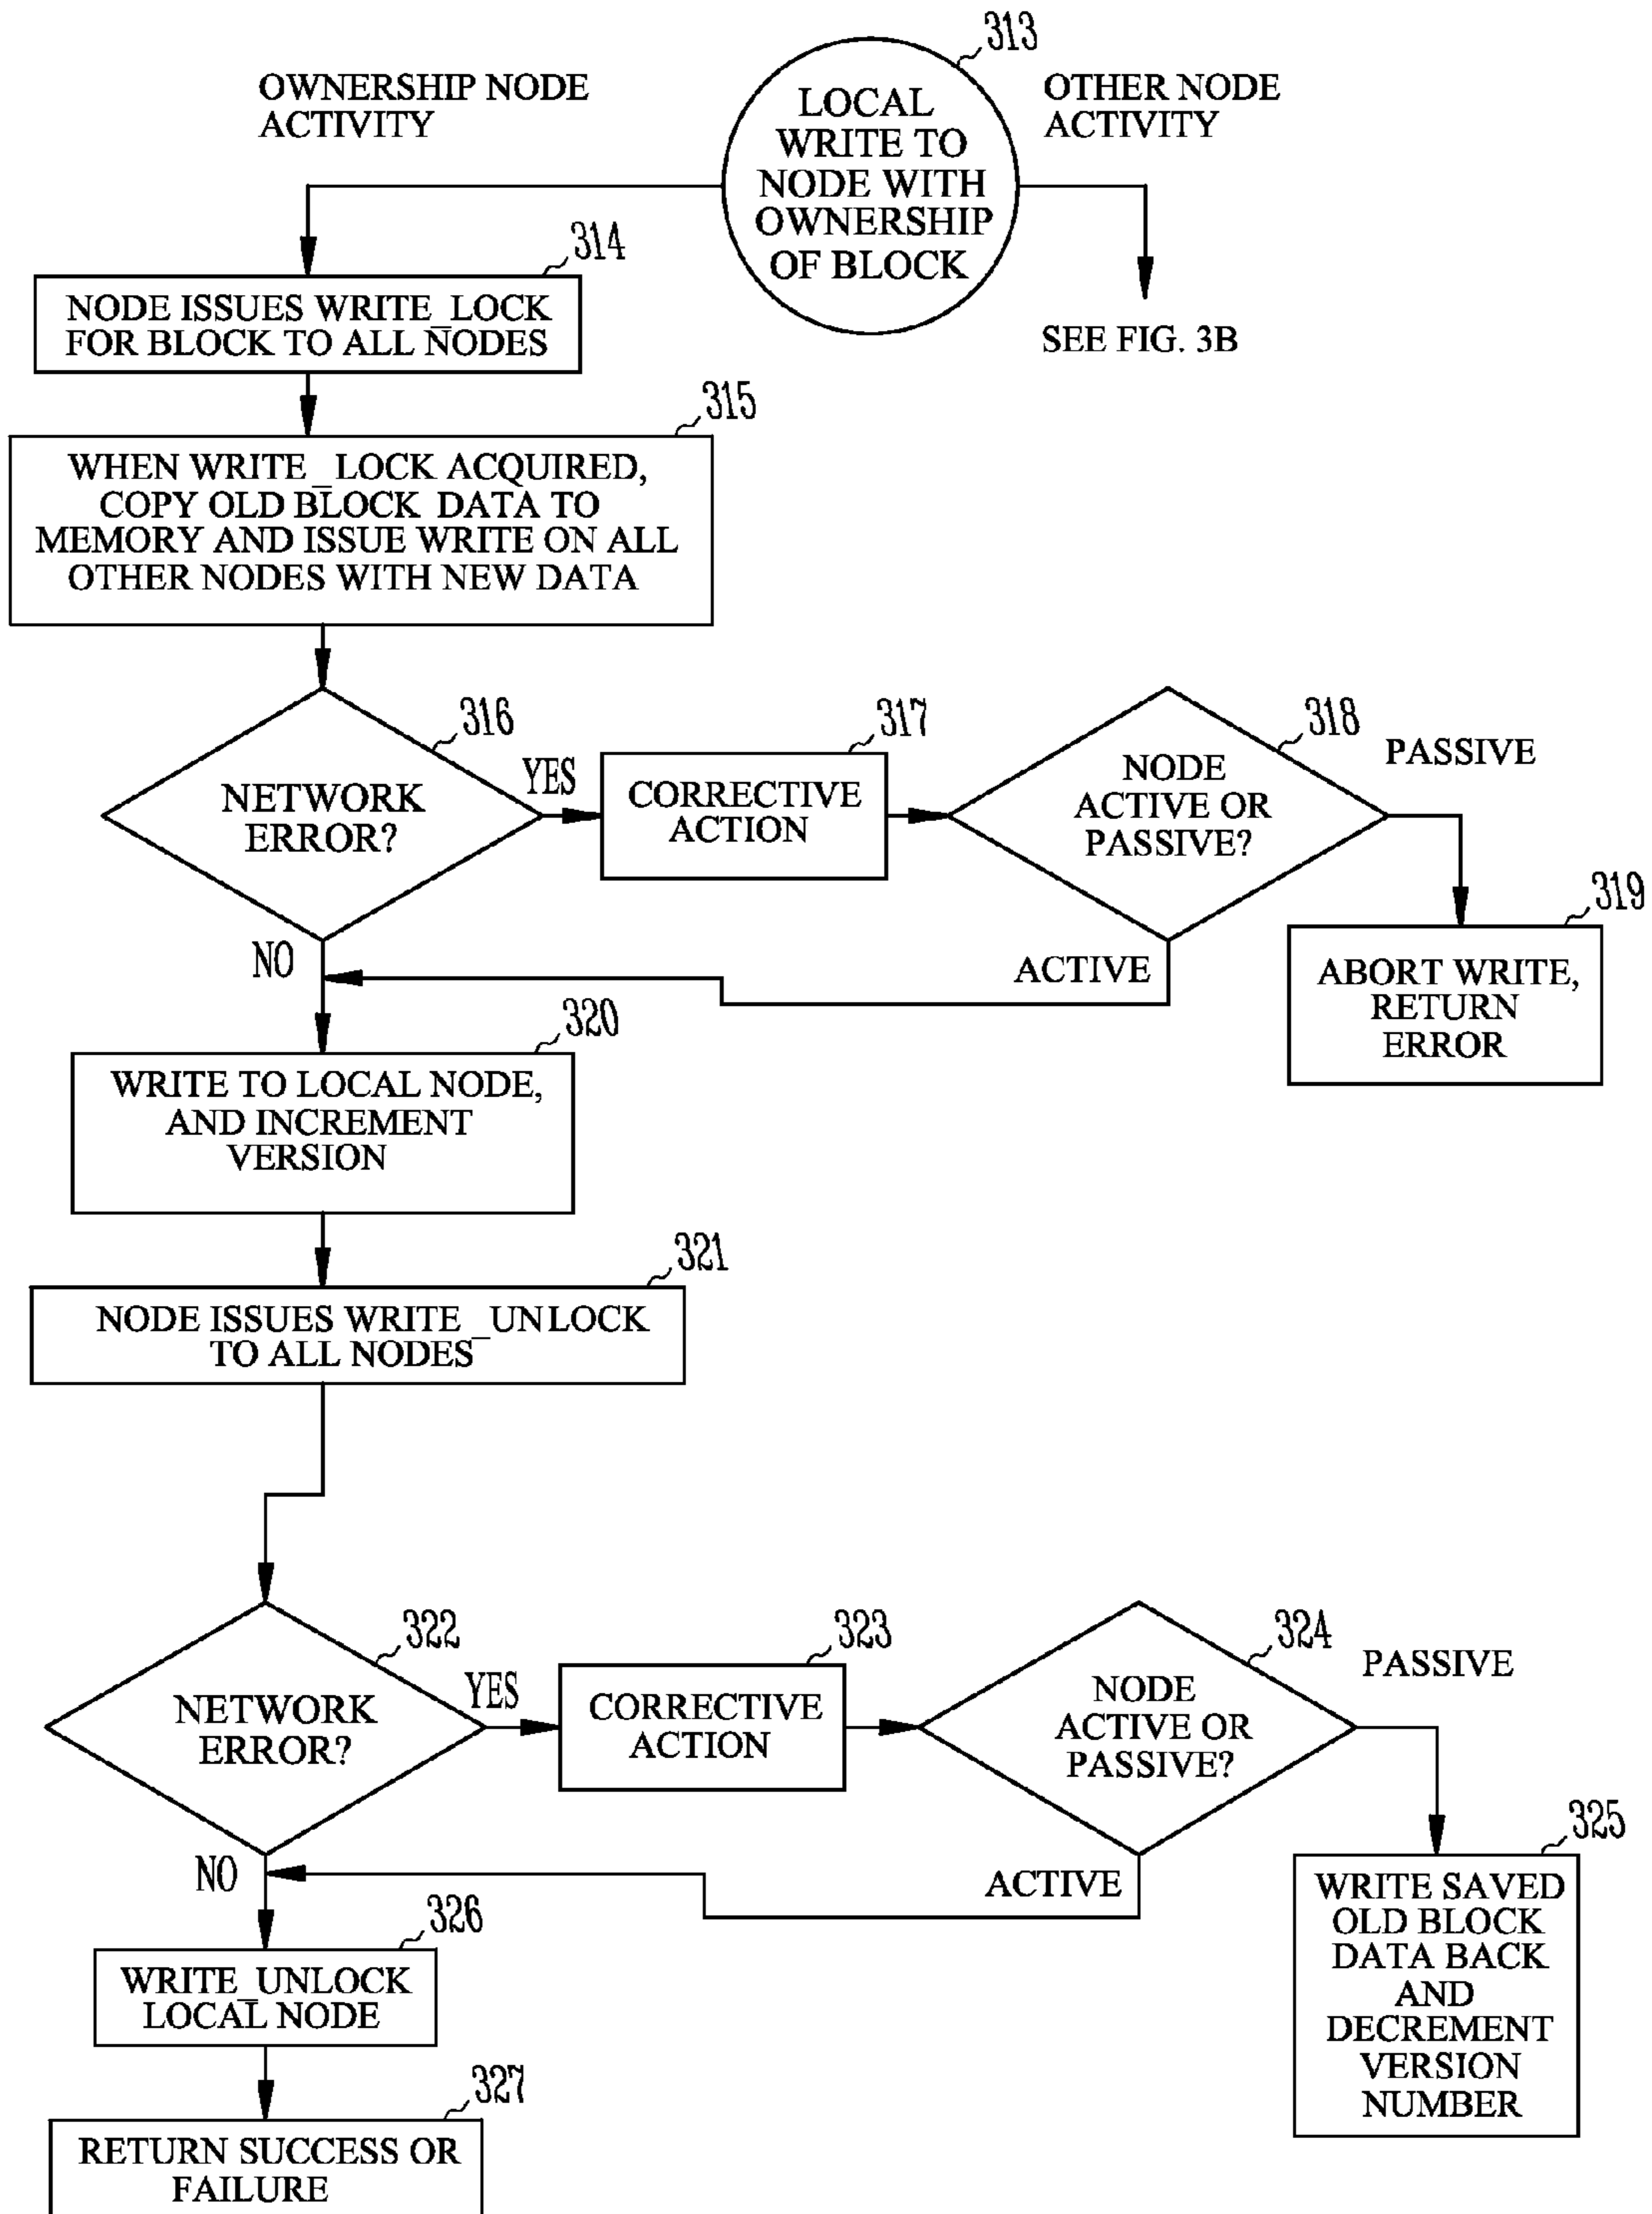 313
OWNERSHIP NODE
ACTIVITY
LOCAL
WRITE TO
NODE WITH
OWNERSHIP
OF BLOCK
OTHER NODE
ACTIVITY
SEE FIG. 3B
314
NODE ISSUES WRITE_LOCK
FOR BLOCK TO ALL NODES
315
WHEN WRITE_LOCK ACQUIRED,
COPY OLD BLOCK DATA TO
MEMORY AND ISSUE WRITE ON ALL
OTHER NODES WITH NEW DATA
316
NETWORK
ERROR?
YES
317
CORRECTIVE
ACTION
318
NODE
ACTIVE OR
PASSIVE?
PASSIVE
319
ABORT WRITE,
RETURN
ERROR
NO
ACTIVE
320
WRITE TO LOCAL NODE,
AND INCREMENT
VERSION
321
NODE ISSUES WRITE_UNLOCK
TO ALL NODES
322
NETWORK
ERROR?
YES
323
CORRECTIVE
ACTION
324
NODE
ACTIVE OR
PASSIVE?
PASSIVE
325
WRITE SAVED
OLD BLOCK
DATA BACK
AND
DECREMENT
VERSION
NUMBER
NO
ACTIVE
326
WRITE_UNLOCK
LOCAL NODE
327
RETURN SUCCESS OR
FAILURE